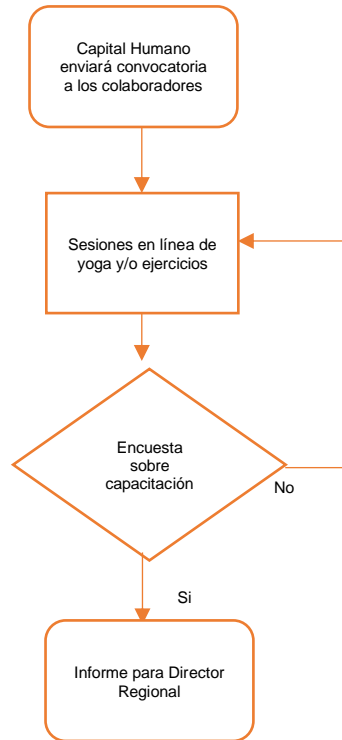 Capital Humano
enviará convocatoria
a los colaboradores
Sesiones en línea de
yoga y/o ejercicios
Encuesta
sobre
capacitación
No
Si
Informe para Director
Regional